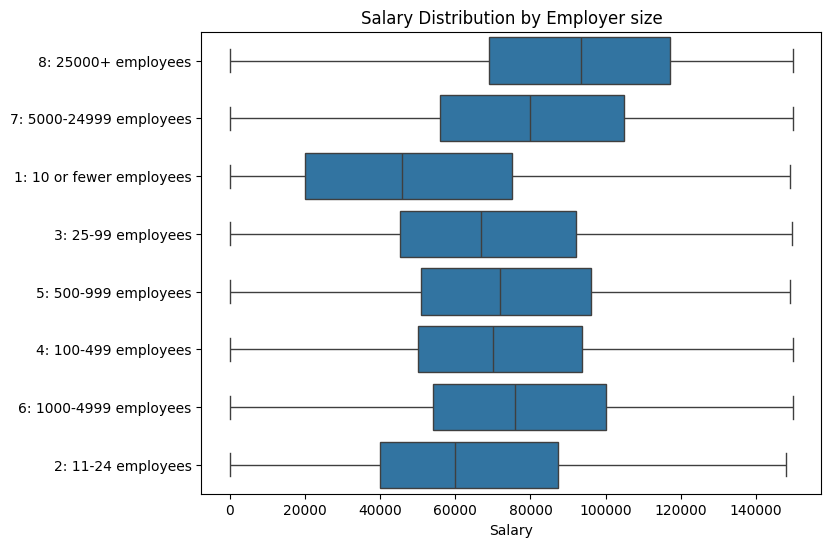 Salary Distribution by Employer size
8: 25000+ employees
7: 5000-24999 employees
1: 10 or fewer employees
3: 25-99 employees
5: 500-999 employees
4: 100-499 employees
6: 1000-4999 employees
2: 11-24 employees
0 20000 40000 60000 80000 100000 120000 140000
Salary